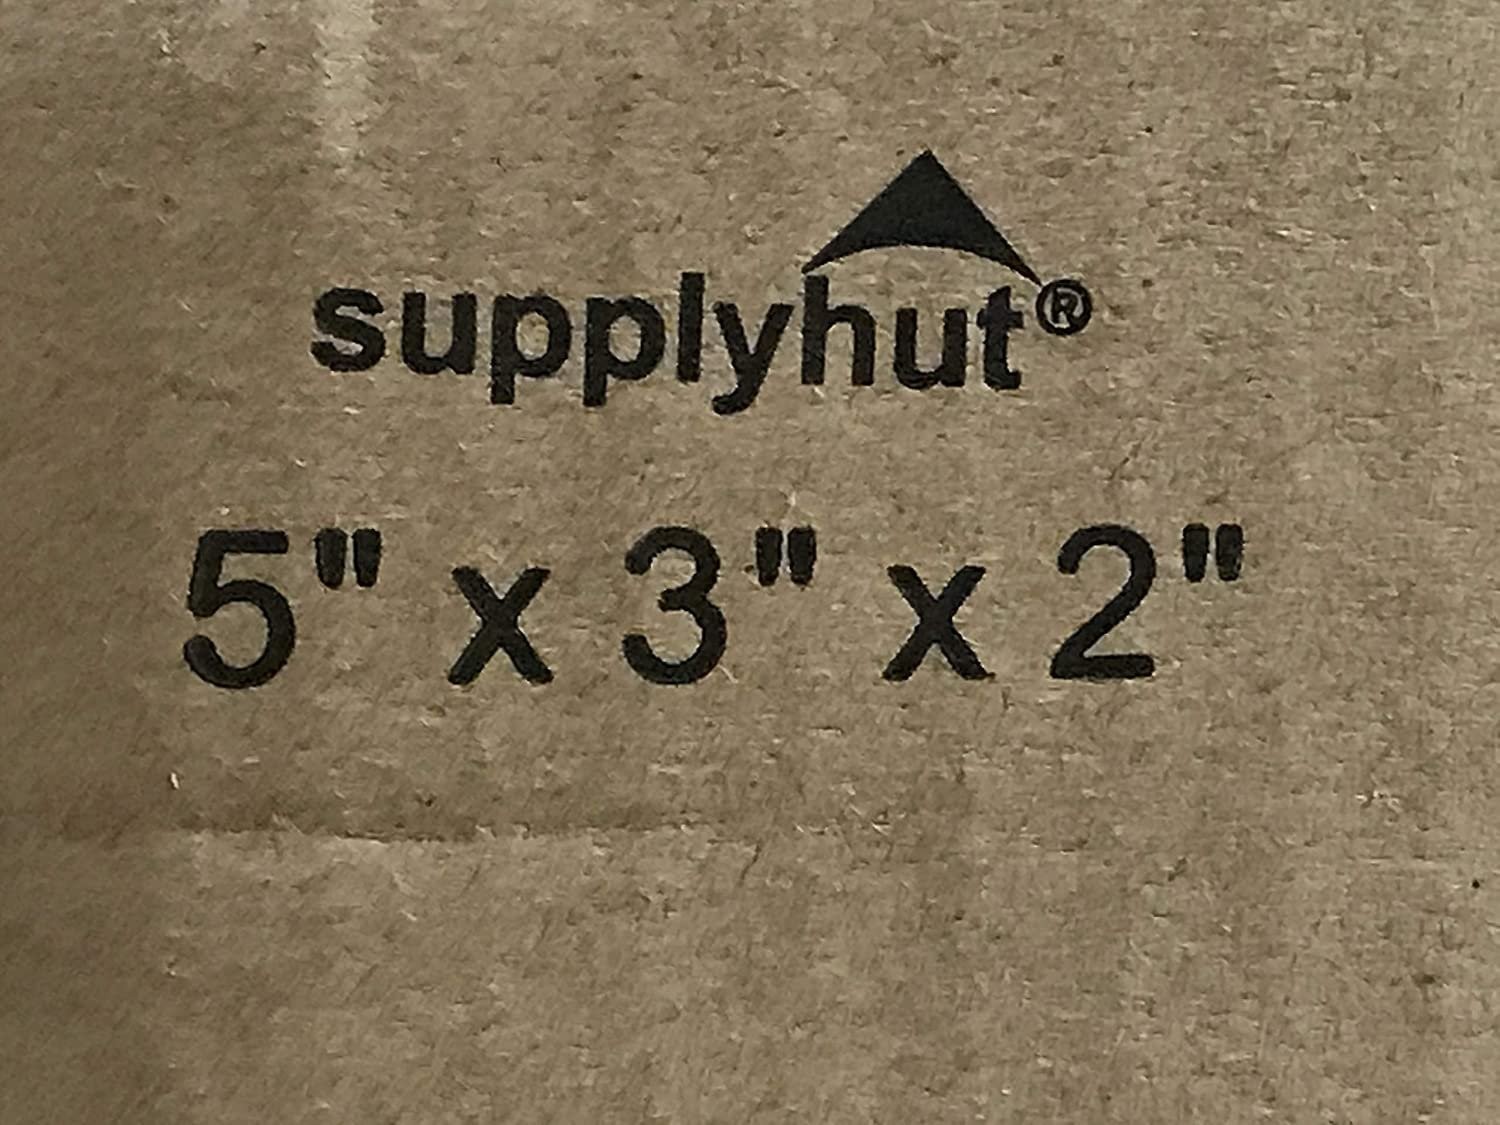 supplyhut®
5" x 3" x 2"